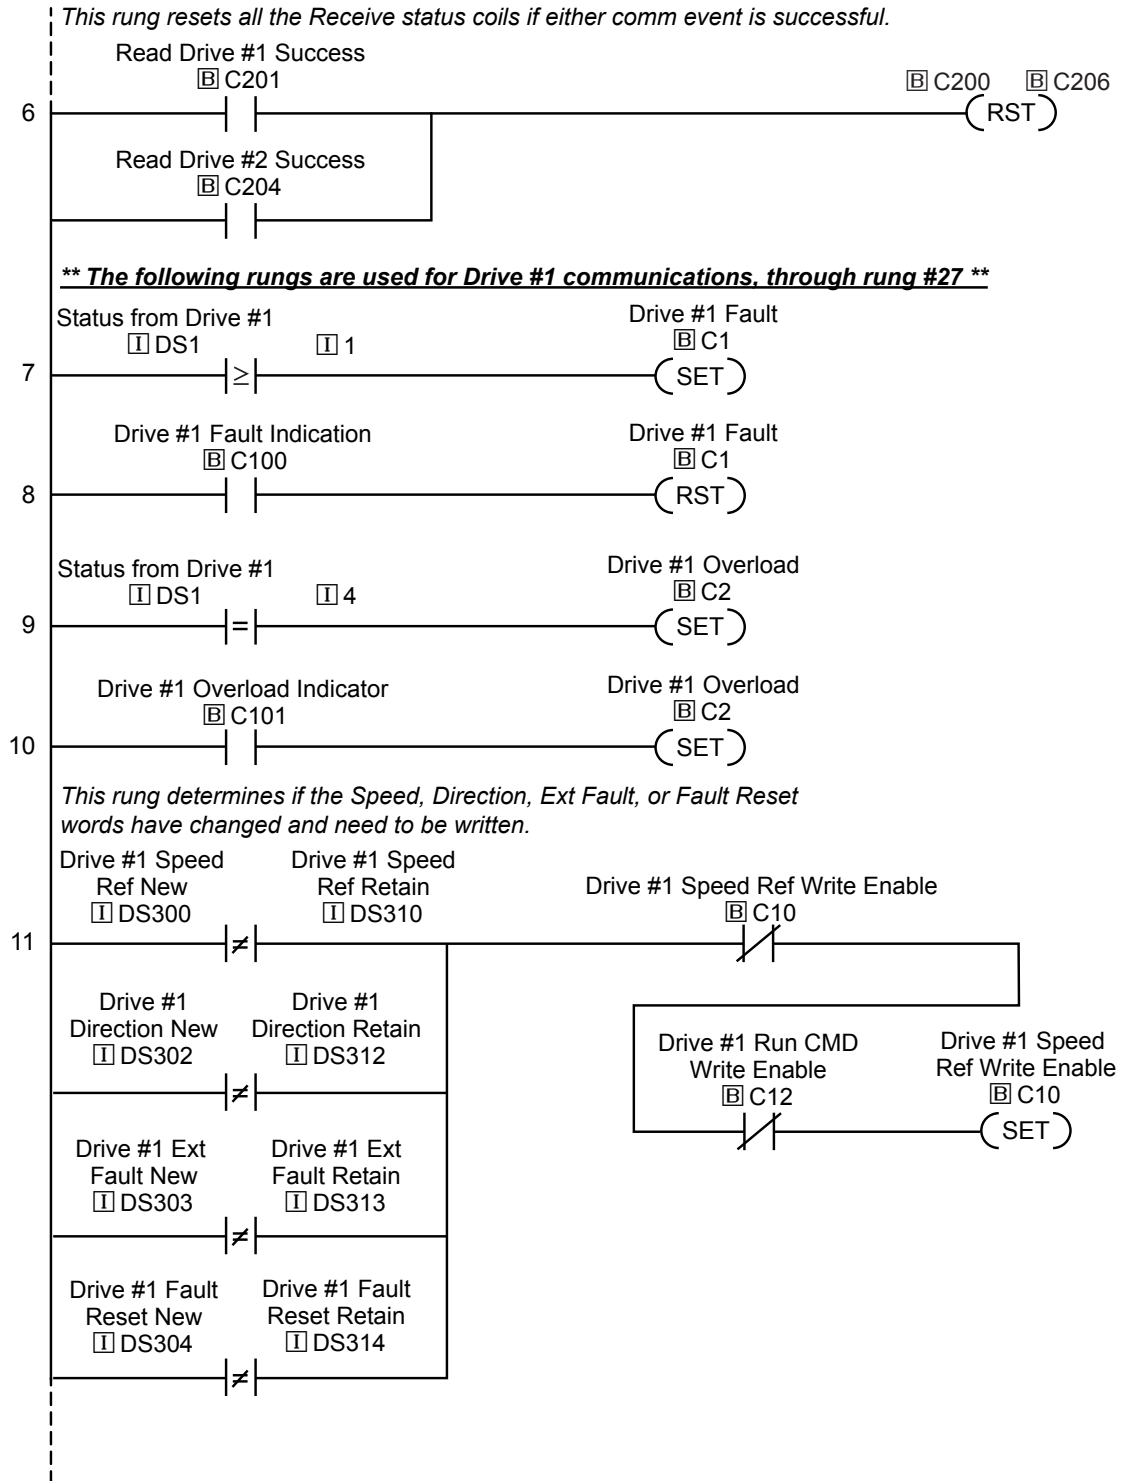 This rung resets all the Receive status coils if either comm event is successful.
Read Drive #1 Success
B C201
B C200 B C206
6
RST
Read Drive #2 Success
B C204
** The following rungs are used for Drive #1 communications, through rung #27 **
Status from Drive #1
I DS1 I 1
Drive #1 Fault
B C1
7
≥
SET
Drive #1 Fault Indication
B C100
Drive #1 Fault
B C1
8
RST
Status from Drive #1
I DS1 I 4
Drive #1 Overload
B C2
9
=
SET
Drive #1 Overload Indicator
B C101
Drive #1 Overload
B C2
10
SET
This rung determines if the Speed, Direction, Ext Fault, or Fault Reset
words have changed and need to be written.
Drive #1 Speed
Ref New
I DS300
Drive #1 Speed
Ref Retain
I DS310
Drive #1 Speed Ref Write Enable
B C10
11
≠
Drive #1
Direction New
I DS302
Drive #1
Direction Retain
I DS312
≠
Drive #1 Run CMD
Write Enable
B C12
Drive #1 Speed
Ref Write Enable
B C10
SET
Drive #1 Ext
Fault New
I DS303
Drive #1 Ext
Fault Retain
I DS313
≠
Drive #1 Fault
Reset New
I DS304
Drive #1 Fault
Reset Retain
I DS314
≠